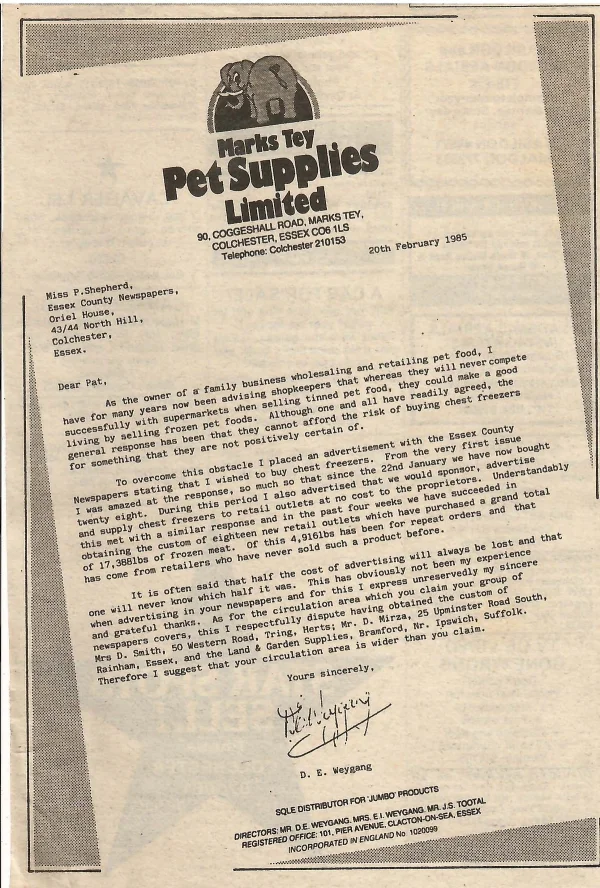 Marks Tey
Pet Supplies
Limited
90, COGGESHALL ROAD, MARKS TEY,
COLCHESTER, ESSEX CO6 1LS
Telephone: Colchester 210153
20th February 1985
Miss P.Shepherd,
Essex County Newspapers,
Oriel House,
43/44 North Hill,
Colchester,
Essex.
Dear Pat,
As the owner of a family business wholesaling and retailing pet food, I
have for many years now been advising shopkeepers that whereas they will never compete
successfully with supermarkets when selling tinned pet food, they could make a good
living by selling frozen pet foods. Although one and all have readily agreed, the
general response has been that they cannot afford the risk of buying chest freezers
for something that they are not positively certain of.
To overcome this obstacle I placed an advertisement with the Essex County
Newspapers stating that I wished to buy chest freezers. From the very first issue
I was amazed at the response, so much so that since the 22nd January we have now bought
twenty eight. During this period I also advertised that we would sponsor, advertise
and supply chest freezers to retail outlets at no cost to the proprietors. Understandably
this met with a similar response and in the past four weeks we have succeeded in
obtaining the custom of eighteen new retail outlets which have purchased a grand total
of 17,388lbs of frozen meat. Of this 4,916lbs has been for repeat orders and that
has come from retailers who have never sold such a product before.
It is often said that half the cost of advertising will always be lost and that
one will never know which half it was. This has obviously not been my experience
when advertising in your newspapers and for this I express unreservedly my sincere
and grateful thanks. As for the circulation area which you claim your group of
newspapers covers, this I respectfully dispute having obtained the custom of
Mrs D. Smith, 50 Western Road, Tring, Herts; Mr. D. Mirza, 25 Upminster Road South,
Rainham, Essex, and the Land & Garden Supplies, Bramford, Nr. Ipswich, Suffolk.
Therefore I suggest that your circulation area is wider than you claim.
Yours sincerely,
D. E. Weygang
SOLE DISTRIBUTOR FOR 'JUMBO' PRODUCTS
DIRECTORS: MR. D.E. WEYGANG. MRS. E.I. WEYGANG. MR. J.S. TOOTAL
REGISTERED OFFICE: 101, PIER AVENUE, CLACTON-ON-SEA, ESSEX
INCORPORATED IN ENGLAND No 1020099